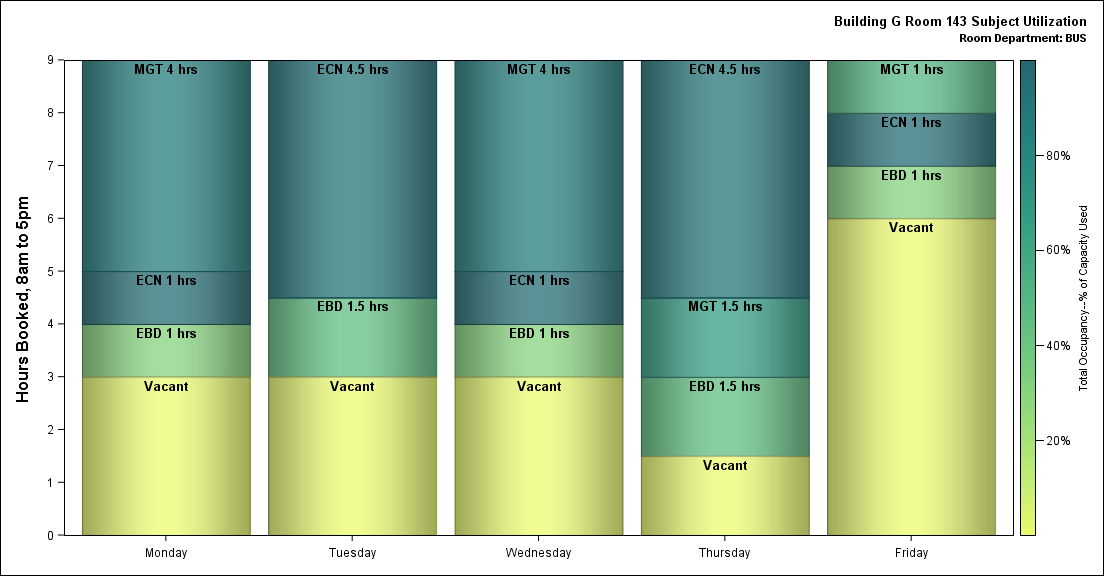 Building G Room 143 Subject Utilization
Room Department: BUS
Hours Booked, 8am to 5pm
9
8
7
6
5
4
3
2
1
0
MGT 4 hrs
ECN 1 hrs
EBD 1 hrs
Vacant
Monday
ECN 4.5 hrs
EBD 1.5 hrs
Vacant
Tuesday
MGT 4 hrs
ECN 1 hrs
EBD 1 hrs
Vacant
Wednesday
ECN 4.5 hrs
MGT 1.5 hrs
EBD 1.5 hrs
Vacant
Thursday
MGT 1 hrs
ECN 1 hrs
EBD 1 hrs
Vacant
Friday
80%
60%
40%
20%
Total Occupancy--% of Capacity Used